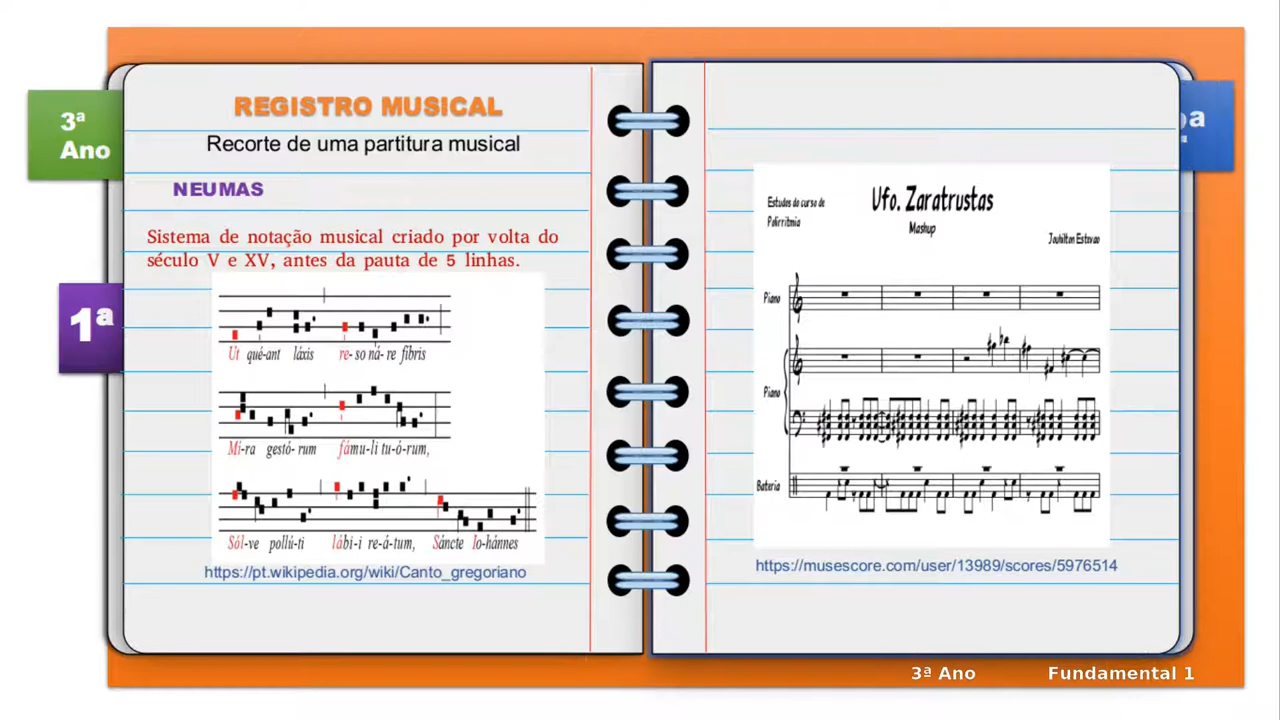 3ª
Ano
1ª
REGISTRO MUSICAL
Recorte de uma partitura musical
NEUMAS
Sistema de notação musical criado por volta do
século V e XV, antes da pauta de 5 linhas.
Ut qué-ant láxis re-so ná-re fíbris
Mí-ra gestó-rum fámu-li tu-ó-rum,
Sól-ve pollú-ti lábi-i re-á-tum, Sáncte Io-hánnes
https://pt.wikipedia.org/wiki/Canto_gregoriano
Estudos do curso de
Polirritmia
Ufo. Zaratrustas
Mashup
Jouhilton Estevao
Piano
Piano
Bateria
https://musescore.com/user/13989/scores/5976514
3ª Ano Fundamental 1